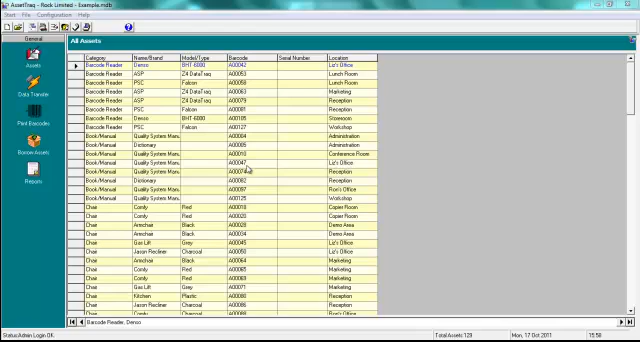 AssetTraq - Rock Limited - Example.mdb
Start File Configuration Help
General
All Assets
Category Name/Brand Model/Type Barcode Serial Number Location
Barcode Reader Denso BHT-6000 A00042 Liz's Office
Barcode Reader ASP Z4 DataTraq A00053 Lunch Room
Barcode Reader PSC Falcon A00058 Lunch Room
Barcode Reader ASP Z4 DataTraq A00063 Marketing
Barcode Reader ASP Z4 DataTraq A00079 Reception
Barcode Reader PSC Falcon A00081 Reception
Barcode Reader Denso BHT-6000 A00105 Storeroom
Barcode Reader PSC Falcon A00127 Workshop
Book/Manual Quality System Manu. A00004 Administration
Book/Manual Dictionary A00005 Administration
Book/Manual Quality System Manu. A00010 Conference Room
Book/Manual Quality System Manu. A00047 Liz's Office
Book/Manual Quality System Manu. A00074 Reception
Book/Manual Dictionary A00082 Reception
Book/Manual Quality System Manu. A00097 Ron's Office
Book/Manual Quality System Manu. A00125 Workshop
Chair Comfy Red A00018 Copier Room
Chair Comfy Red A00020 Copier Room
Chair Armchair Black A00028 Demo Area
Chair Armchair Black A00034 Demo Area
Chair Gas Lift Grey A00045 Liz's Office
Chair Jason Recliner Charcoal A00050 Liz's Office
Chair Armchair Black A00064 Marketing
Chair Comfy Red A00065 Marketing
Chair Comfy Red A00069 Marketing
Chair Gas Lift Grey A00071 Marketing
Chair Kitchen Plastic A00080 Reception
Chair Jason Recliner Charcoal A00086 Reception
Chair Comfy Red A00088 Ron's Office
Assets
Data Transfer
Print Barcodes
Borrow Assets
Reports
Barcode Reader, Denso
Status Admin Login OK. Total Assets 129 Mon, 17 Oct 2011 15:58